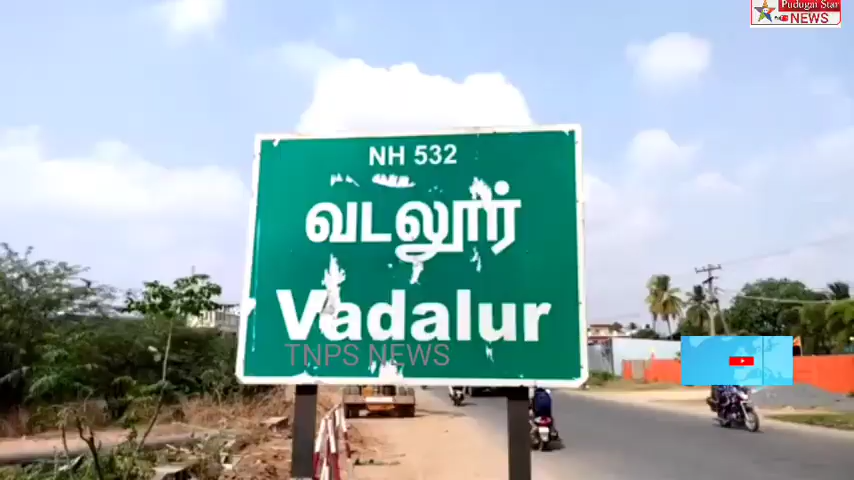 Pudugai Star
NEWS
NH 532
வடலூர்
Vadalur
TNPS NEWS